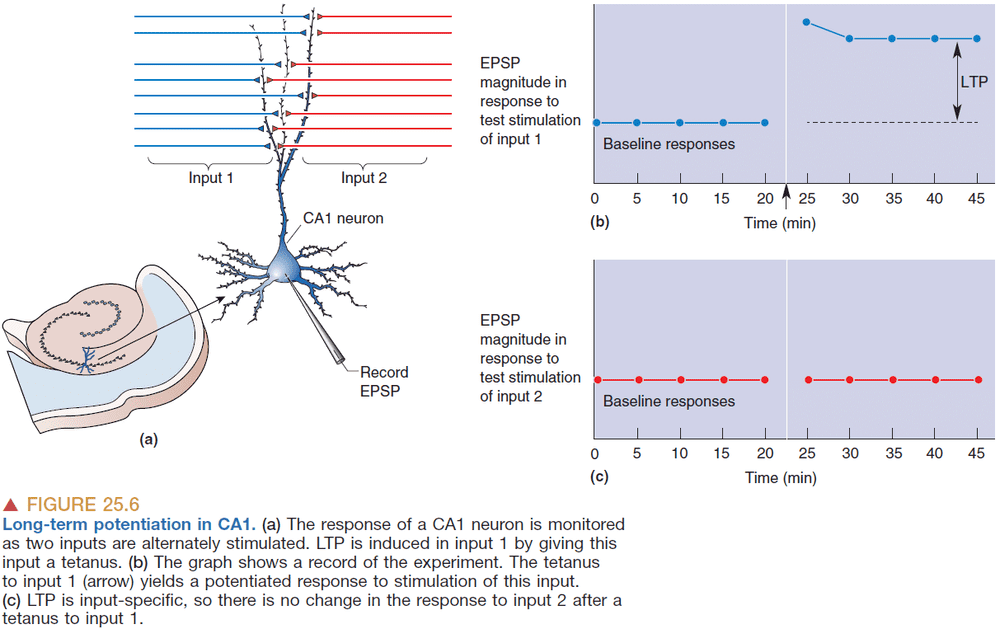 Input 1
Input 2
CA1 neuron
Record
EPSP
(a)
EPSP
magnitude in
response to
test stimulation
of input 1
LTP
Baseline responses
0 5 10 15 20 25 30 35 40 45
(b)
Time (min)
EPSP
magnitude in
response to
test stimulation
of input 2
Baseline responses
0 5 10 15 20 25 30 35 40 45
(c)
Time (min)
▲ FIGURE 25.6
Long-term potentiation in CA1. (a) The response of a CA1 neuron is monitored
as two inputs are alternately stimulated. LTP is induced in input 1 by giving this
input a tetanus. (b) The graph shows a record of the experiment. The tetanus
to input 1 (arrow) yields a potentiated response to stimulation of this input.
(c) LTP is input-specific, so there is no change in the response to input 2 after a
tetanus to input 1.